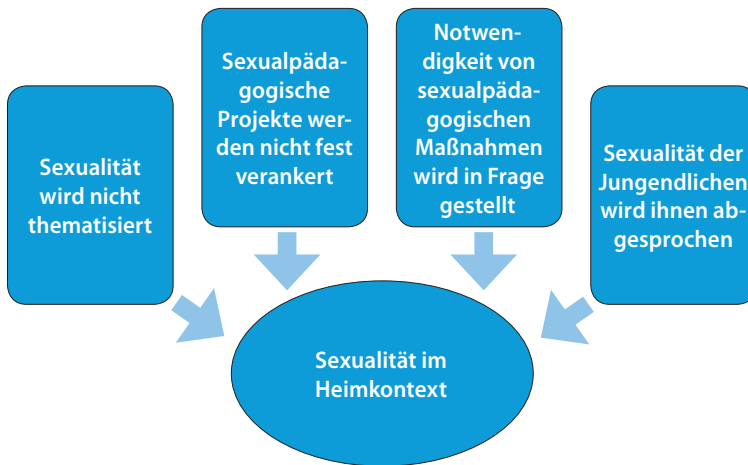 Sexualität
wird nicht
thematisiert
Sexualpäda-
gogische
Projekte wer-
den nicht fest
verankert
Notwen-
digkeit von
sexualpäda-
gogischen
Maßnahmen
wird in Frage
gestellt
Sexualität der
Jungendlichen
wird ihnen ab-
gesprochen
Sexualität im
Heimkontext